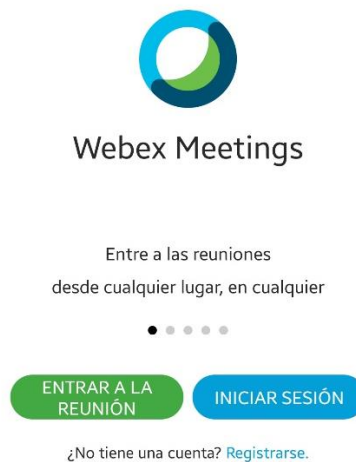 Webex Meetings
Entre a las reuniones
desde cualquier lugar, en cualquier
ENTRAR A LA
REUNIÓN
INICIAR SESIÓN
¿No tiene una cuenta? Registrarse.